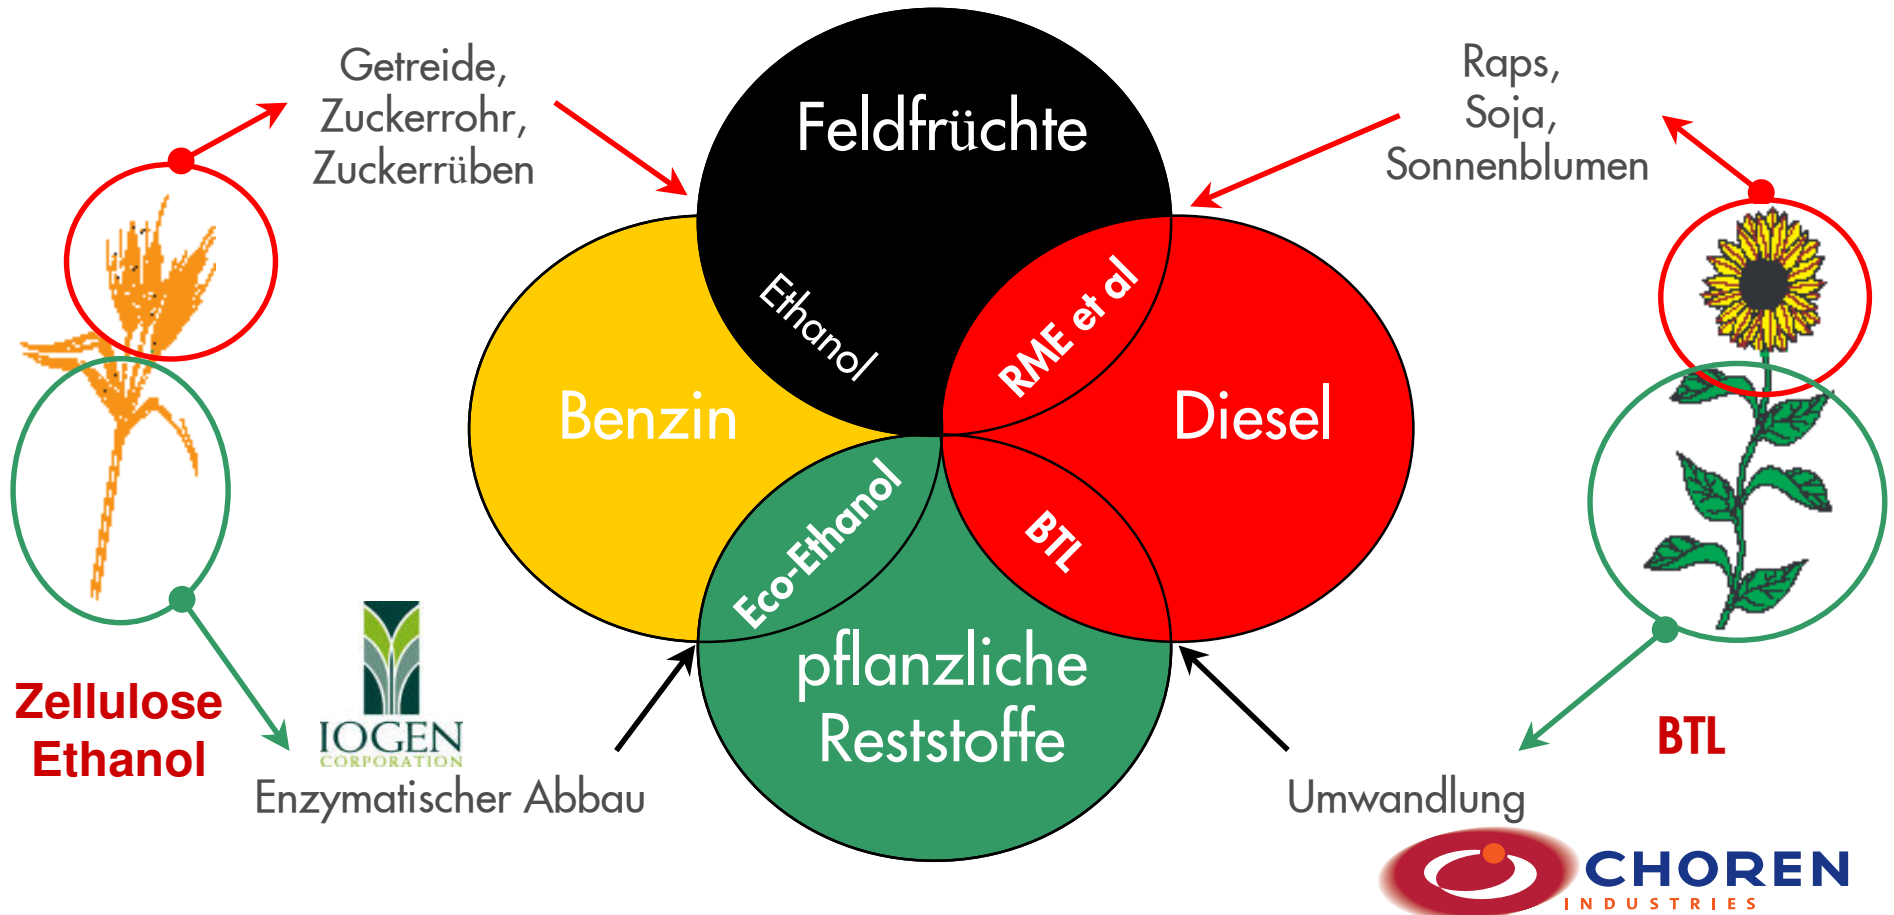 Getreide,
Zuckerrohr,
Zuckerrüben
Feldfrüchte
Raps,
Soja,
Sonnenblumen
Ethanol
RME et al
Benzin
Diesel
Eco-Ethanol
BTL
pflanzliche
Reststoffe
Zellulose
Ethanol
IOGEN
CORPORATION
Enzymatischer Abbau
Umwandlung
BTL
CHOREN
INDUSTRIES